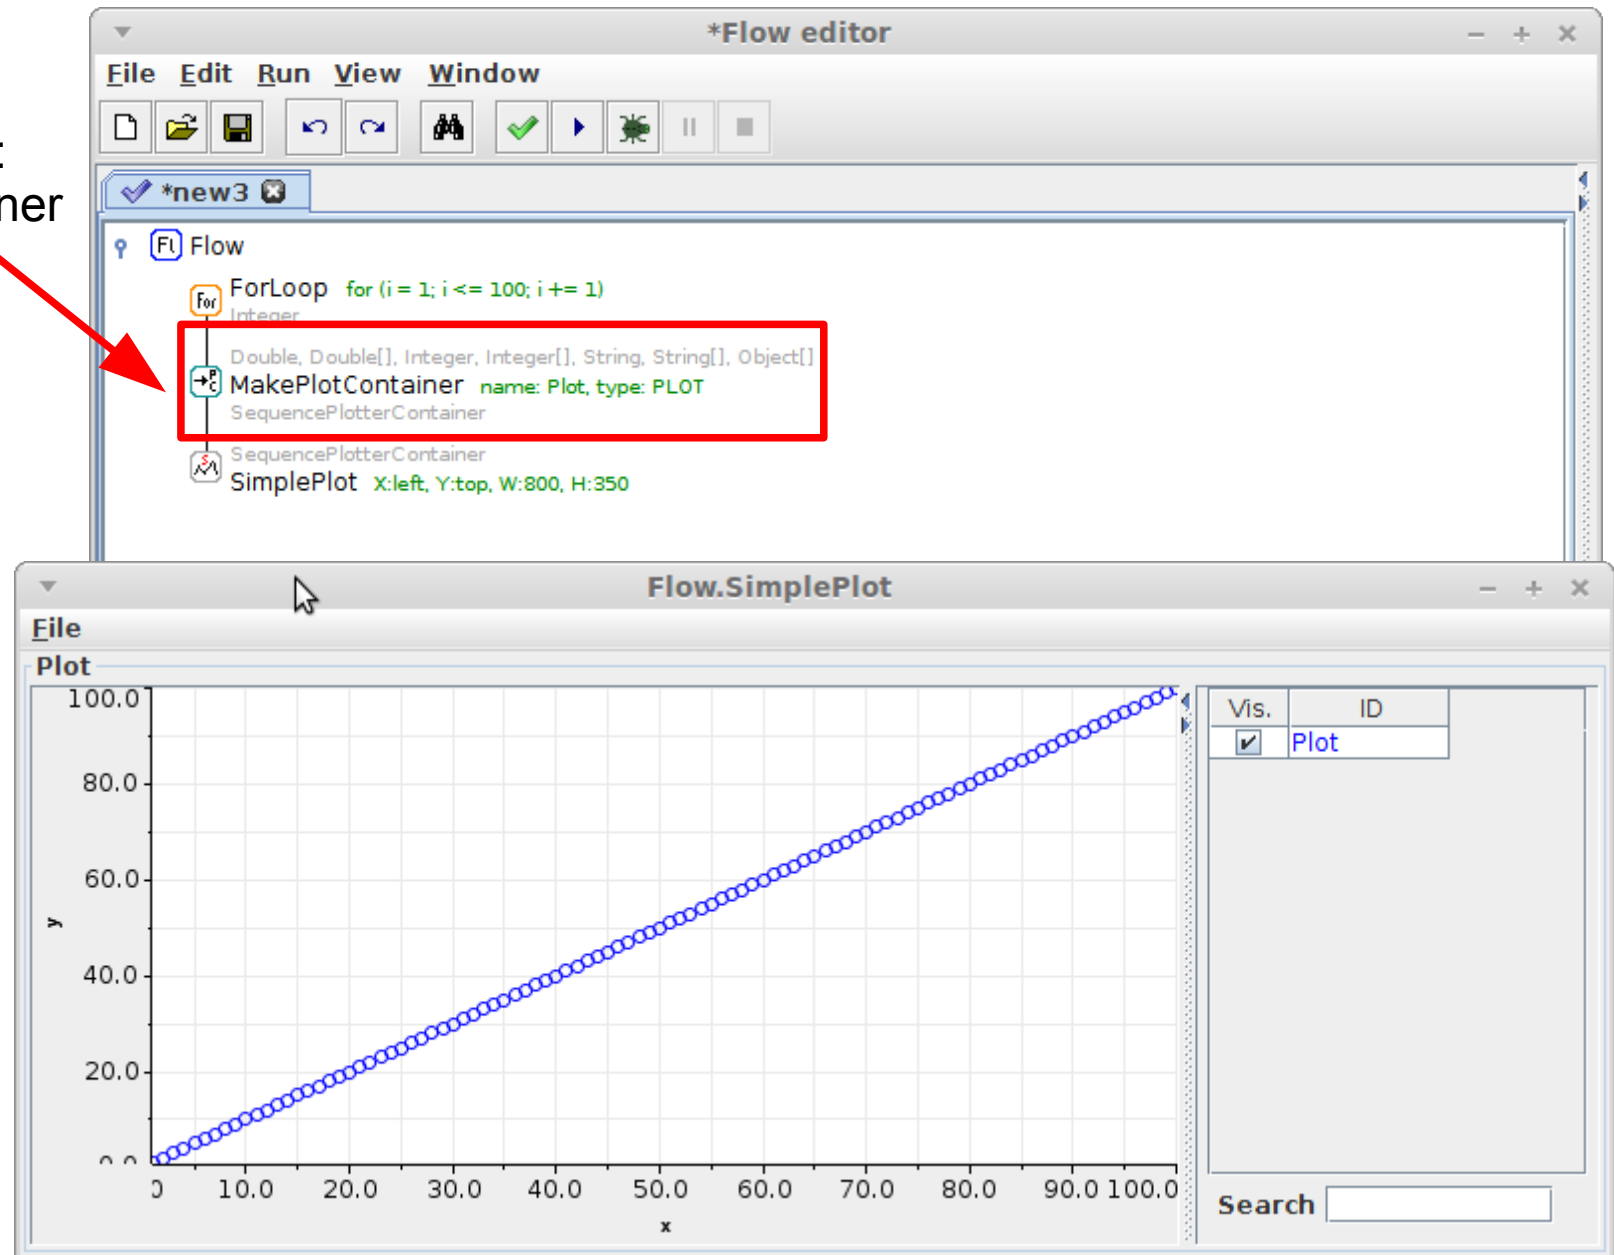 *Flow editor
File Edit Run View Window
:
ner
*new3
Fl Flow
For ForLoop for (i = 1; i <= 100; i += 1)
Integer
Double, Double[], Integer, Integer[], String, String[], Object[]
MakePlotContainer name: Plot, type: PLOT
SequencePlotterContainer
SequencePlotterContainer
SimplePlot X:left, Y:top, W:800, H:350
Flow.SimplePlot
File
Plot
100.0
80.0
60.0
y
40.0
20.0
10.0 20.0 30.0 40.0 50.0 60.0 70.0 80.0 90.0 100.0
x
Vis. ID
Plot
Search